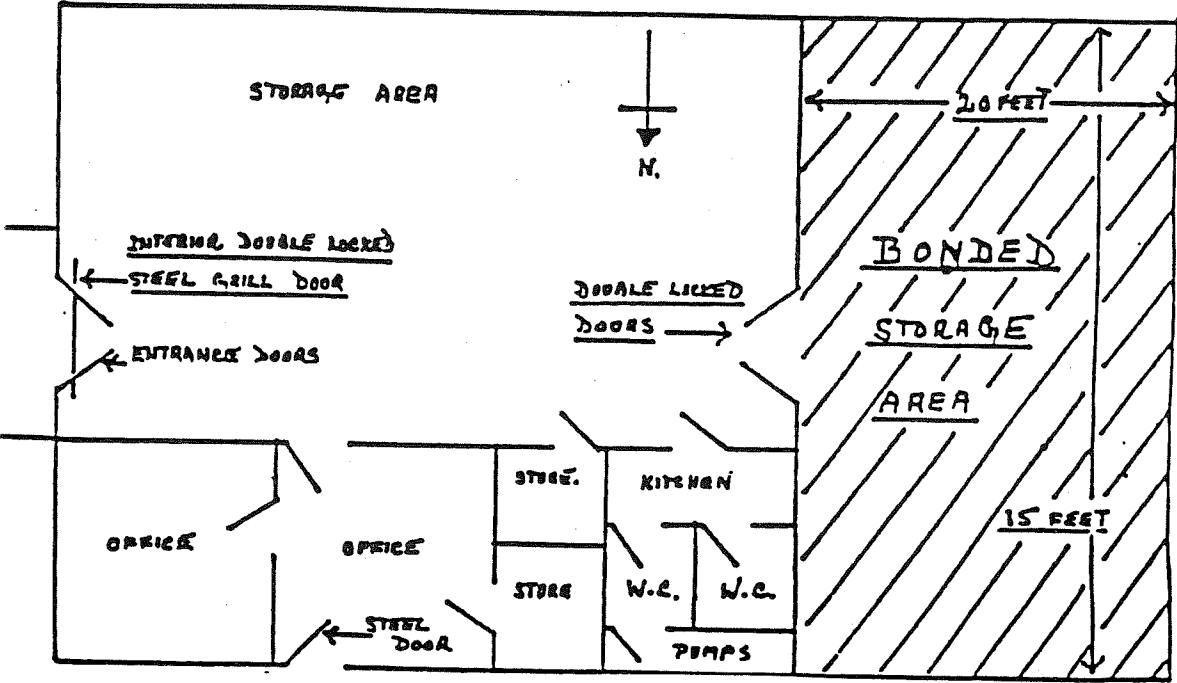 STORAGE AREA
20 FEET
N.
INTERIOR DOUBLE LOCKED
STEEL GRILL DOOR
BONDED
DOUBLE LOCKED
DOORS
STORAGE
ENTRANCE DOORS
AREA
STORE.
KITCHEN
15 FEET
OFFICE
OFFICE
STORE
W.C.
W.C.
STEEL
DOOR
PUMPS